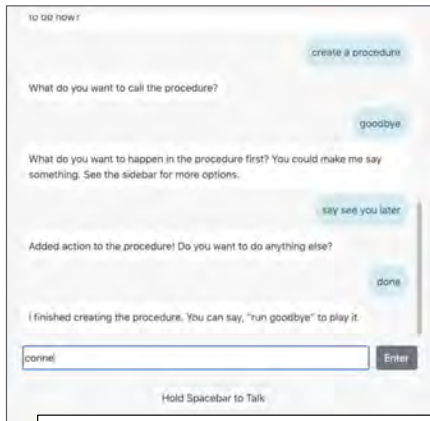 to do now?
create a procedure
What do you want to call the procedure?
goodbye
What do you want to happen in the procedure first? You could make me say
something. See the sidebar for more options.
say see you later
Added action to the procedure! Do you want to do anything else?
done
I finished creating the procedure. You can say, "run goodbye" to play it.
conne
Enter
Hold Spacebar to Talk